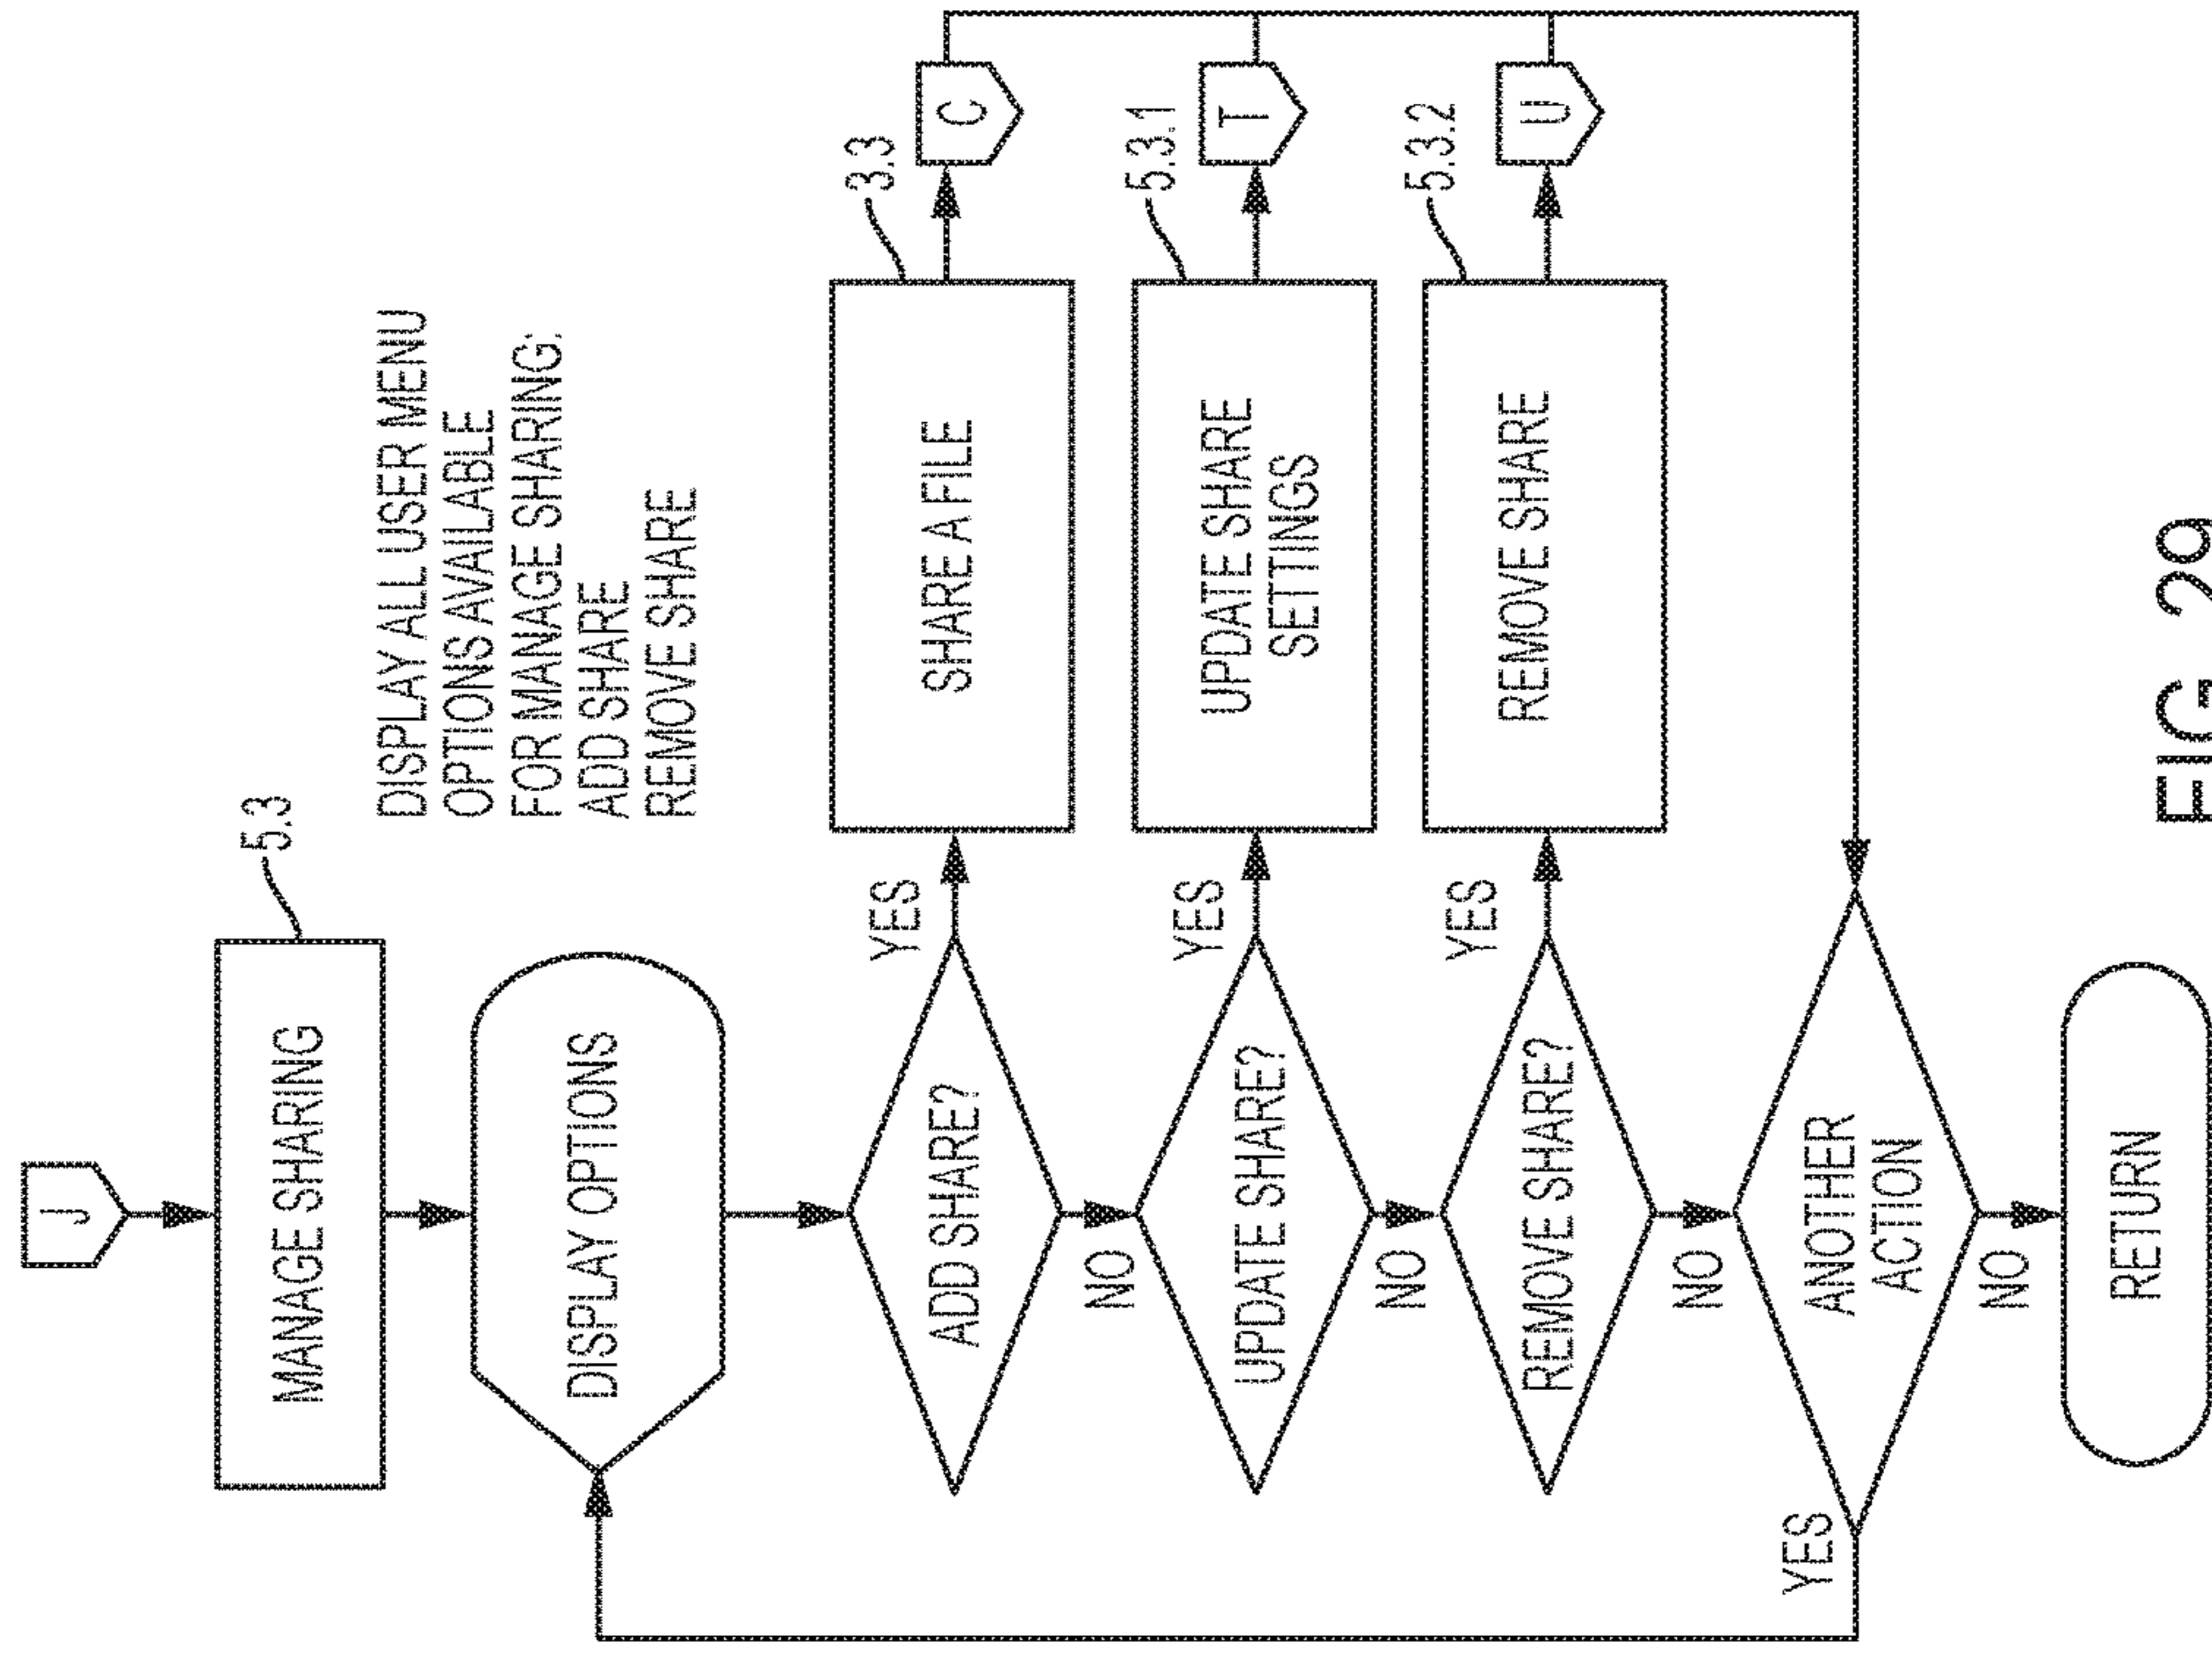 J
MANAGE SHARING
5.3
DISPLAY ALL USER MENU
OPTIONS AVAILABLE
FOR MANAGE SHARING:
ADD SHARE
REMOVE SHARE
DISPLAY OPTIONS
ADD SHARE?
YES
SHARE A FILE
3.3
C
NO
UPDATE SHARE?
YES
UPDATE SHARE
SETTINGS
5.3.1
T
NO
REMOVE SHARE?
YES
REMOVE SHARE
5.3.2
U
NO
ANOTHER
ACTION
YES
NO
RETURN
FIG. 29